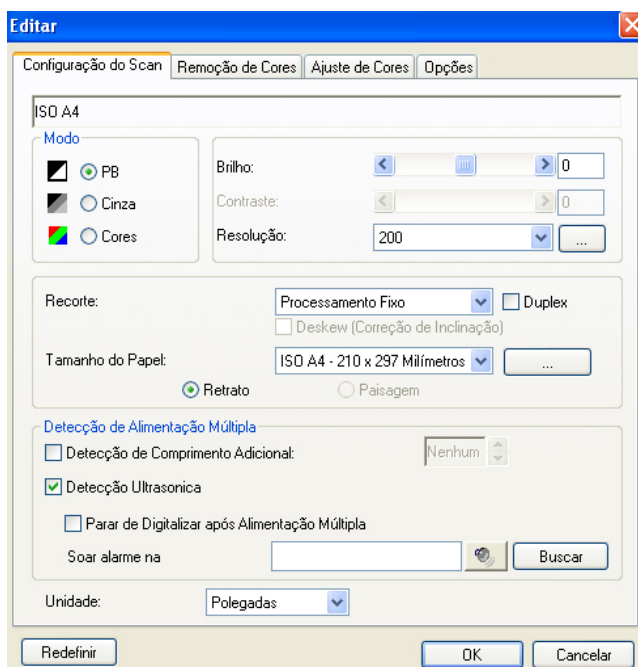 Editar
Configuração do Scan Remoção de Cores Ajuste de Cores Opções
ISO A4
Modo
PB
Cinza
Cores
Brilho: 0
Contraste: 0
Resolução: 200 ...
Recorte: Processamento Fixo Duplex
Deskew (Correção de Inclinação)
Tamanho do Papel: ISO A4 - 210 x 297 Milímetros ...
Retrato Paisagem
Detecção de Alimentação Múltipla
Detecção de Comprimento Adicional: Nenhum
Detecção Ultrasonica
Parar de Digitalizar após Alimentação Múltipla
Soar alarme na Buscar
Unidade: Polegadas
Redefinir OK Cancelar